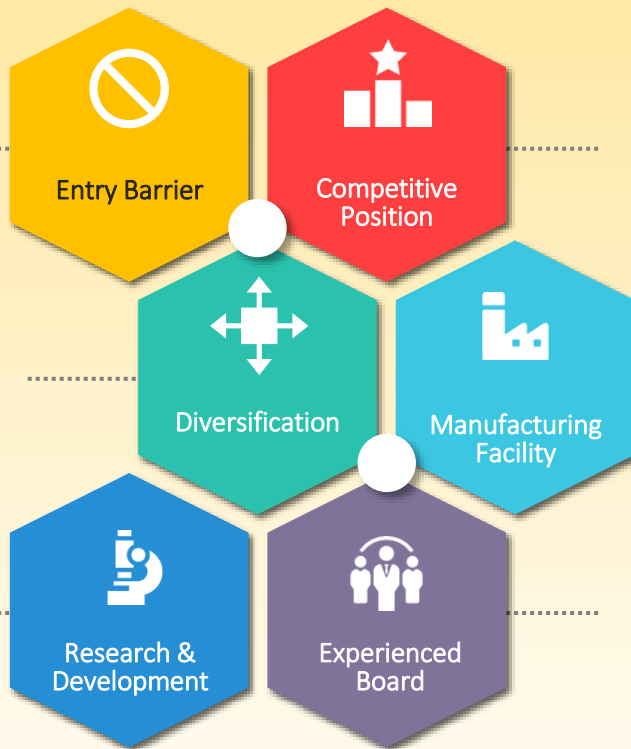 Entry Barrier
Competitive
Position
Diversification
Manufacturing
Facility
Research &
Development
Experienced
Board